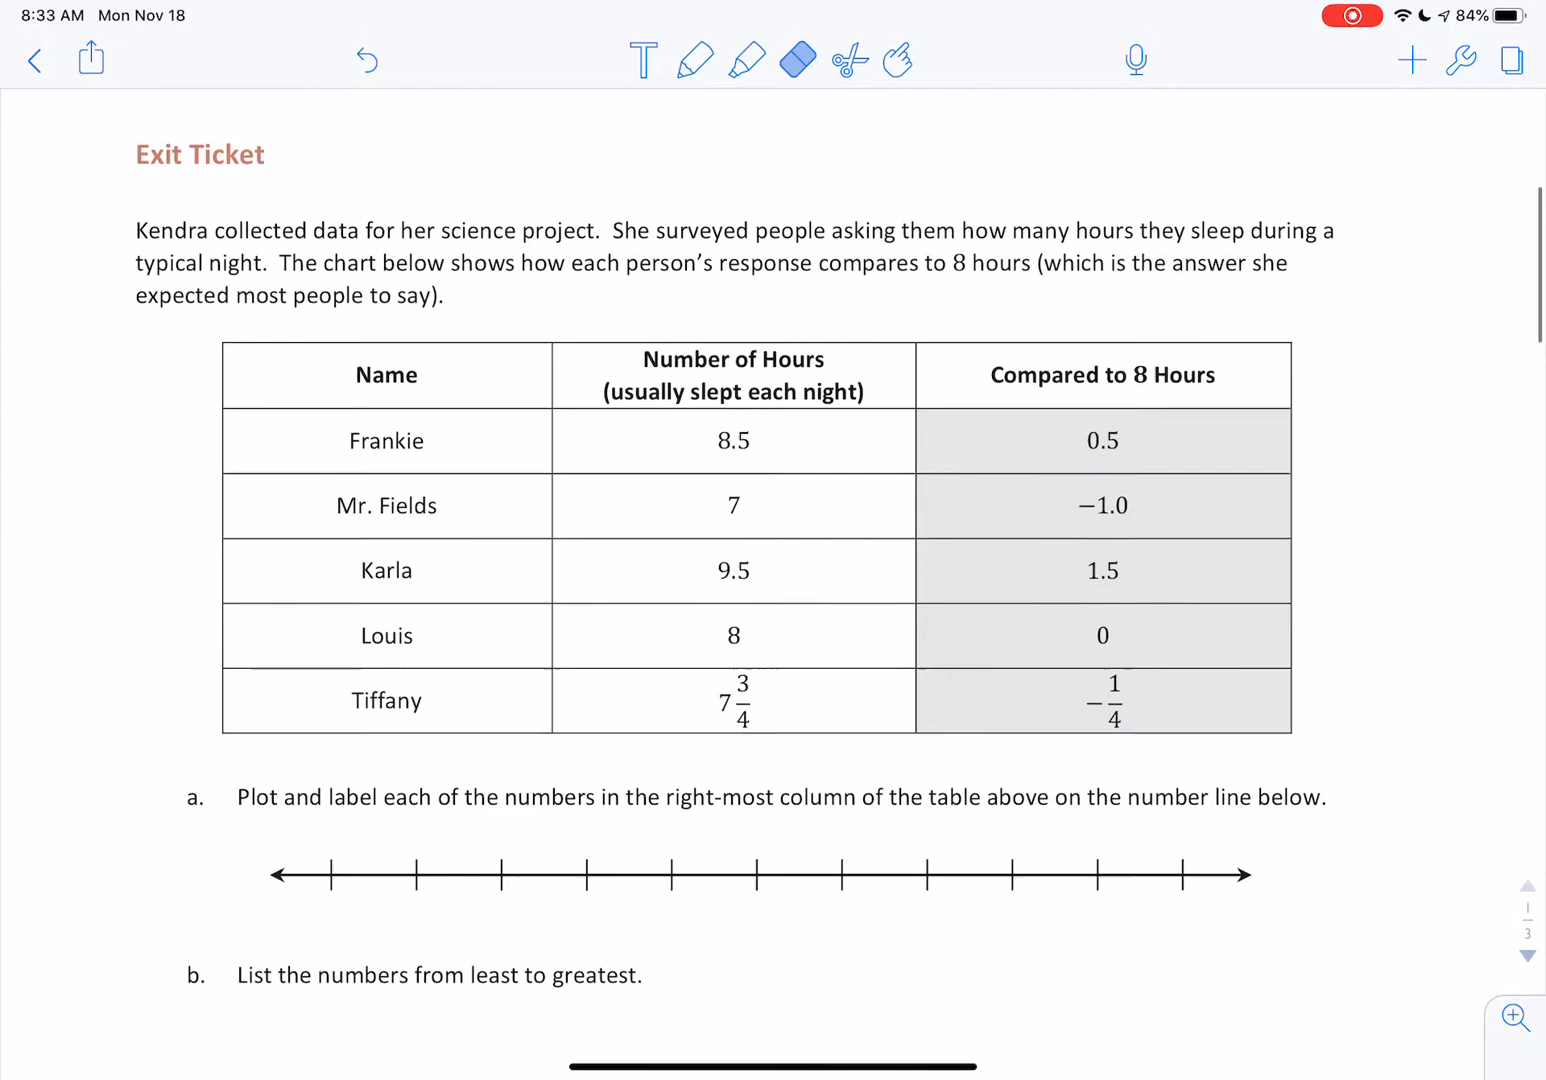 8:33 AM Mon Nov 18
84%
T
Exit Ticket
Kendra collected data for her science project. She surveyed people asking them how many hours they sleep during a
typical night. The chart below shows how each person’s response compares to 8 hours (which is the answer she
expected most people to say).
Name
Number of Hours
(usually slept each night)
Compared to 8 Hours
Frankie 8.5 0.5
Mr. Fields 7 −1.0
Karla 9.5 1.5
Louis 8 0
Tiffany 7 3/4 −1/4
a. Plot and label each of the numbers in the right-most column of the table above on the number line below.
1
3
b. List the numbers from least to greatest.